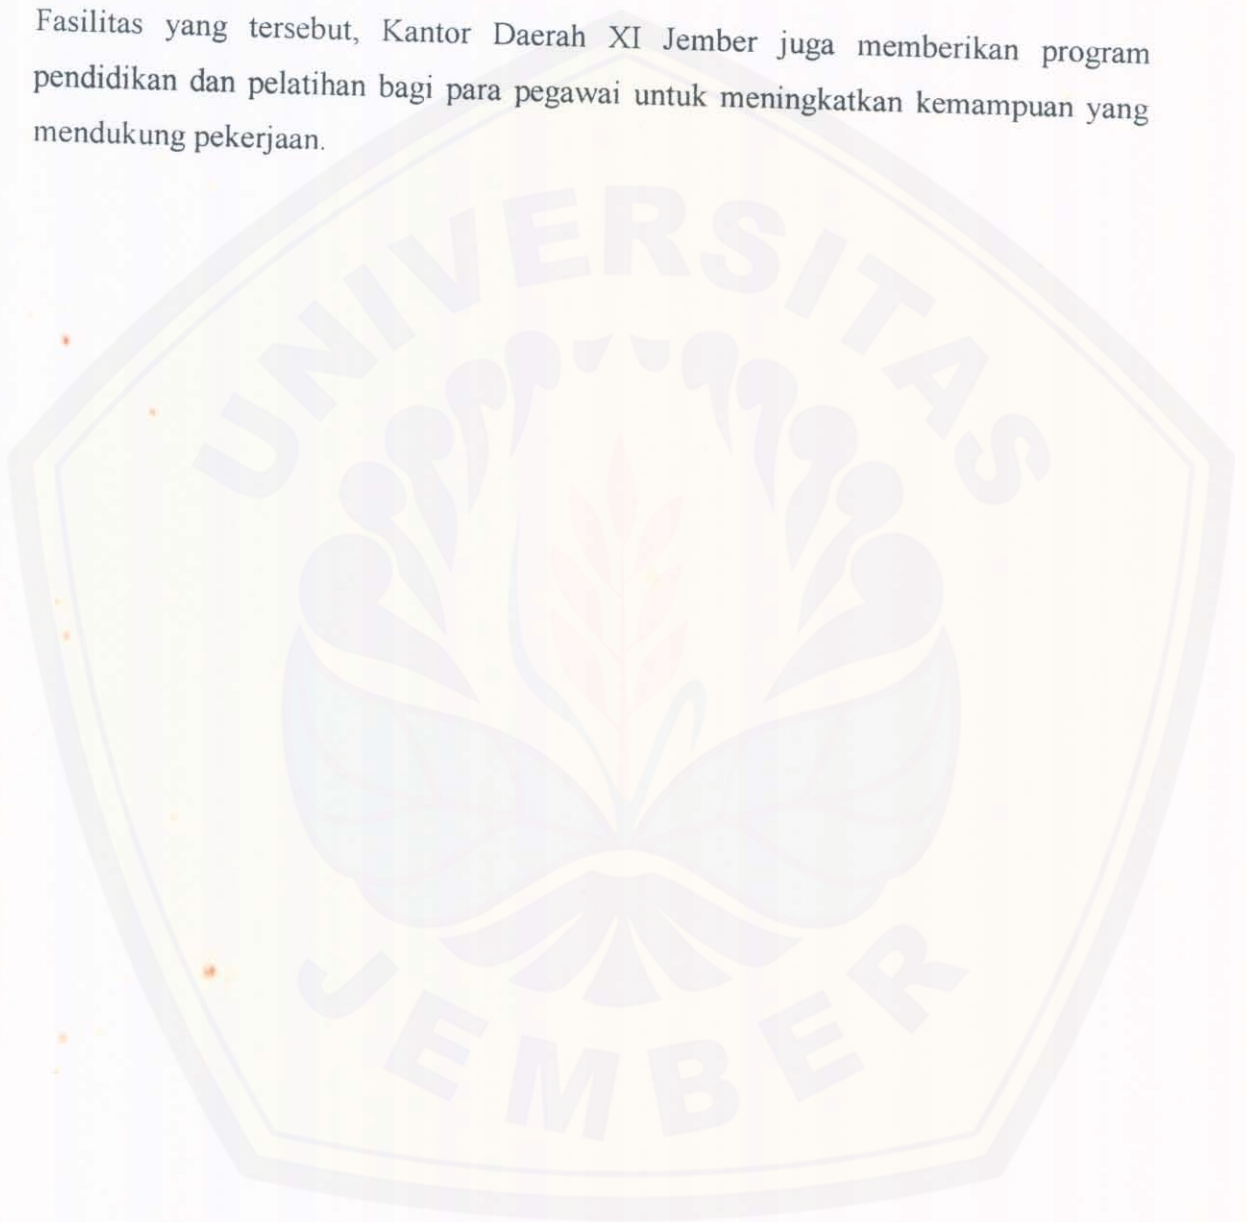 Fasilitas yang tersebut, Kantor Daerah XI Jember juga memberikan program
pendidikan dan pelatihan bagi para pegawai untuk meningkatkan kemampuan yang
mendukung pekerjaan.
UNIVERSITAS
JEMBER